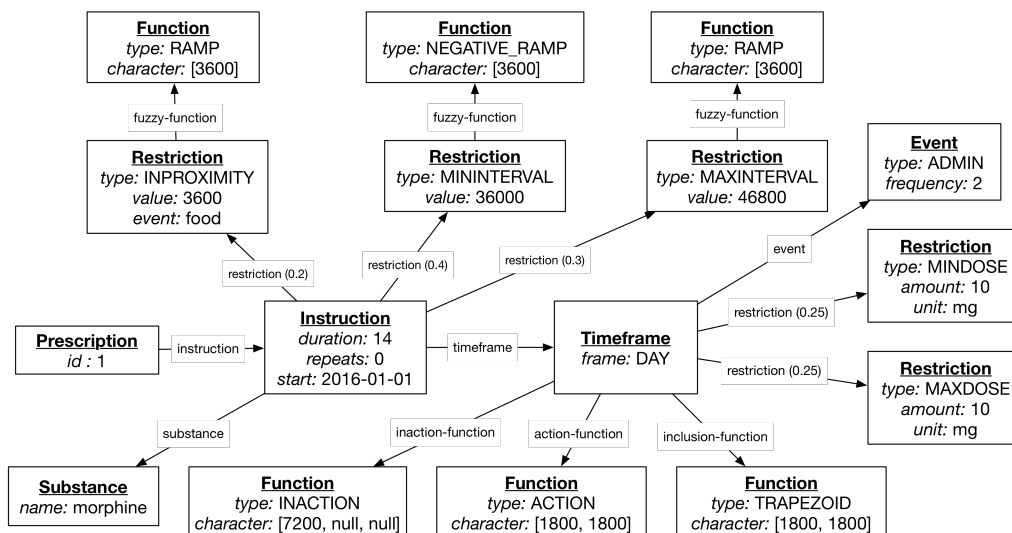 Function
type: RAMP
character: [3600]
Function
type: NEGATIVE_RAMP
character: [3600]
Function
type: RAMP
character: [3600]
fuzzy-function
fuzzy-function
fuzzy-function
Restriction
type: INPROXIMITY
value: 3600
event: food
Restriction
type: MININTERVAL
value: 36000
Restriction
type: MAXINTERVAL
value: 46800
Event
type: ADMIN
frequency: 2
restriction (0.2)
restriction (0.4)
restriction (0.3)
event
Restriction
type: MINDOSE
amount: 10
unit: mg
restriction (0.25)
Prescription
id : 1
instruction
Instruction
duration: 14
repeats: 0
start: 2016-01-01
timeframe
Timeframe
frame: DAY
restriction (0.25)
Restriction
type: MAXDOSE
amount: 10
unit: mg
substance
inaction-function
action-function
inclusion-function
Substance
name: morphine
Function
type: INACTION
character: [7200, null, null]
Function
type: ACTION
character: [1800, 1800]
Function
type: TRAPEZOID
character: [1800, 1800]